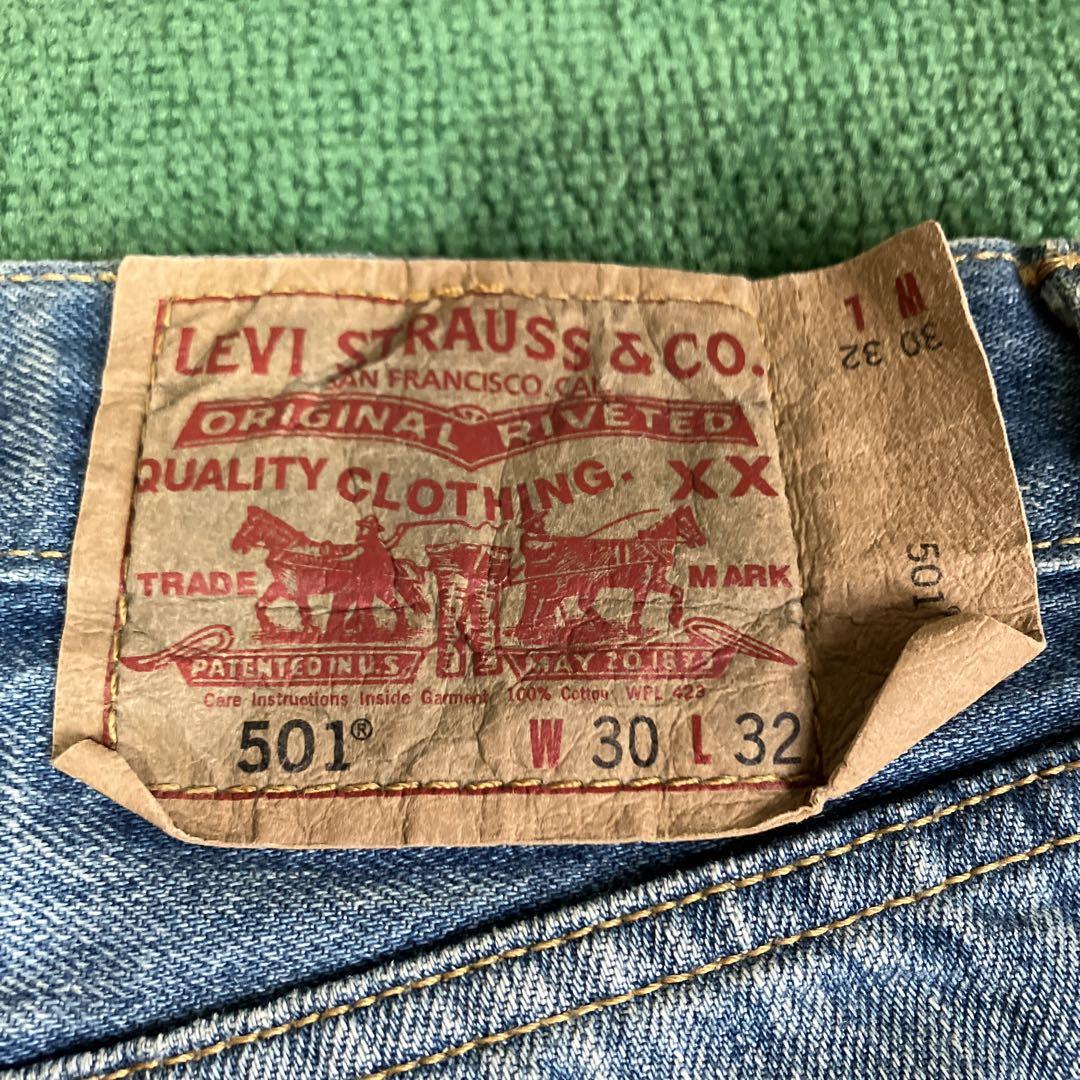 LEVI STRAUSS & CO.
SAN FRANCISCO, CAL.
ORIGINAL RIVETED
QUALITY CLOTHING. XX
TRADE MARK
PATENTED IN U.S. MAY 20 1873
Care Instructions Inside Garment 100% Cotton WPL 423
501® W 30 L 32
W L
30 32
501